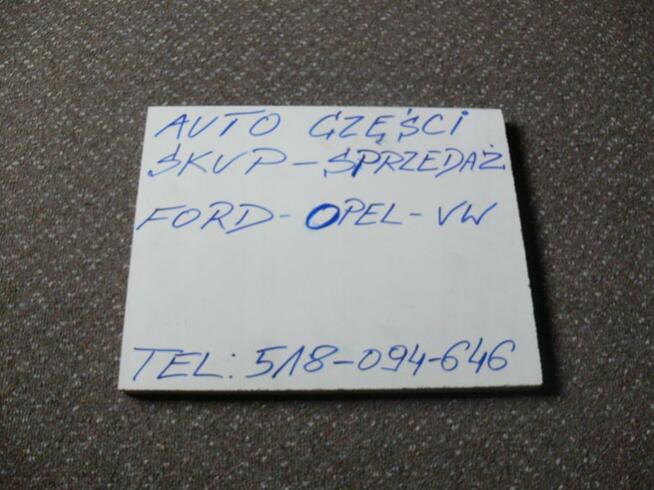 AUTO CZĘŚCI
SKUP-SPRZEDAŻ
FORD-OPEL-VW
TEL: 518-094-646